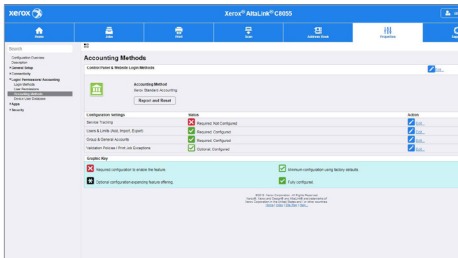 xerox
Xerox® AltaLink® C8055
Home
Jobs
Print
Scan
Address Book
Properties
Search
Configuration Overview
Description
General Setup
Connectivity
Login/ Permissions/ Accounting
Login Methods
User Permissions
Accounting Methods
Device User Database
Apps
Security
Accounting Methods
Control Panel & Website Login Methods
Edit...
Accounting Method
Xerox Standard Accounting
Report and Reset
Configuration Settings Status Action
Service Tracking Required; Not Configured Edit...
Users & Limits (Add, Import, Export) Required; Configured Edit...
Group & General Accounts Required; Configured Edit...
Validation Policies / Print Job Exceptions Optional; Configured Edit...
Graphic Key
Required configuration to enable the feature. Minimum configuration using factory defaults.
Optional configuration expanding feature offering. Fully configured.